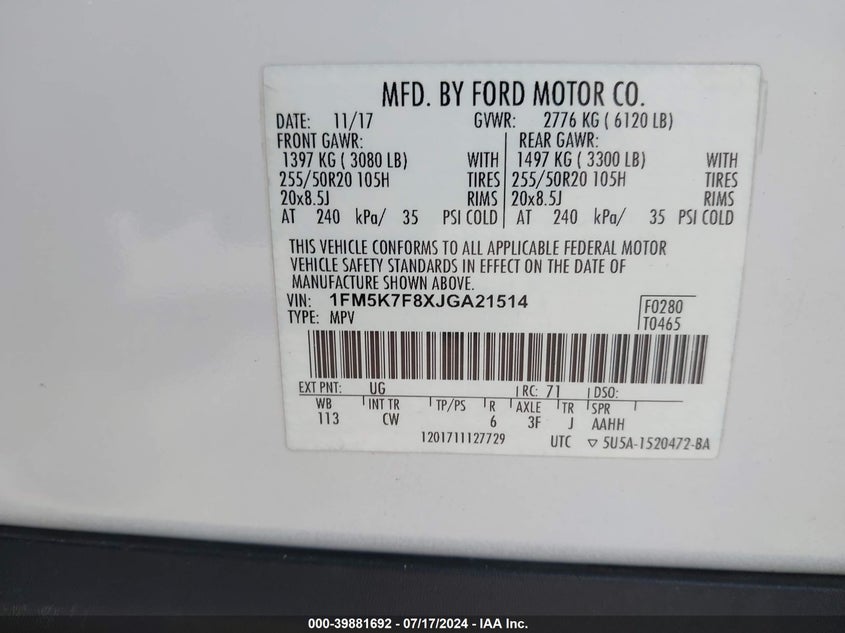 MFD. BY FORD MOTOR CO.
DATE: 11/17 GVWR: 2776 KG ( 6120 LB)
FRONT GAWR: REAR GAWR:
1397 KG ( 3080 LB) WITH 1497 KG ( 3300 LB) WITH
255/50R20 105H TIRES 255/50R20 105H TIRES
20x8.5J RIMS 20x8.5J RIMS
AT 240 kPa/ 35 PSI COLD AT 240 kPa/ 35 PSI COLD
THIS VEHICLE CONFORMS TO ALL APPLICABLE FEDERAL MOTOR
VEHICLE SAFETY STANDARDS IN EFFECT ON THE DATE OF
MANUFACTURE SHOWN ABOVE.
VIN: 1FM5K7F8XJGA21514 F0280
TYPE: MPV T0465
EXT PNT: UG RC: 71 DSO:
WB INT TR TP/PS R AXLE TR SPR
113 CW 6 3F J AAHH
1201711127729 UTC ▽ 5U5A-1520472-BA
000-39881692 - 07/17/2024 - IAA Inc.